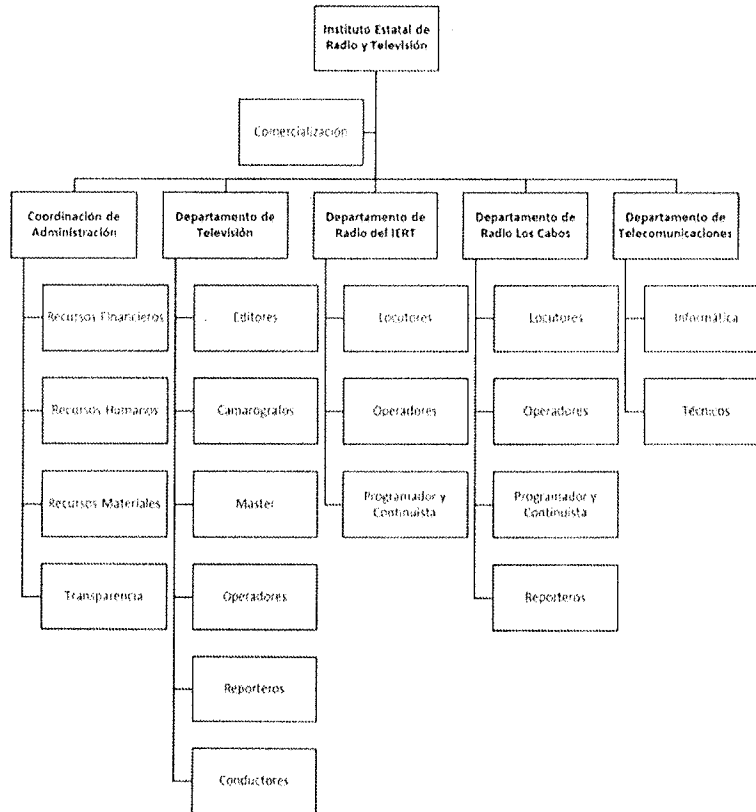 Instituto Estatal de
Radio y Televisión
Comercialización
Coordinación de
Administración
Departamento de
Televisión
Departamento de
Radio del IERT
Departamento de
Radio Los Cabos
Departamento de
Telecomunicaciones
Recursos Financieros
Editores
Locutores
Locutores
Informática
Recursos Humanos
Camarógrafos
Operadores
Operadores
Técnicos
Recursos Materiales
Master
Programador y
Continuista
Programador y
Continuista
Transparencia
Operadores
Reporteros
Reporteros
Conductores